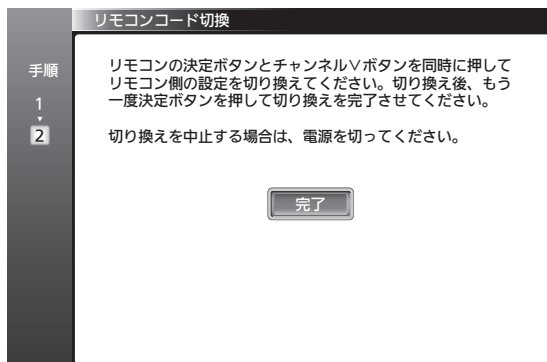 リモコンコード切換
手順
1
2
リモコンの決定ボタンとチャンネル∨ボタンを同時に押して
リモコン側の設定を切り換えてください。切り換え後、もう
一度決定ボタンを押して切り換えを完了させてください。
切り換えを中止する場合は、電源を切ってください。
完了